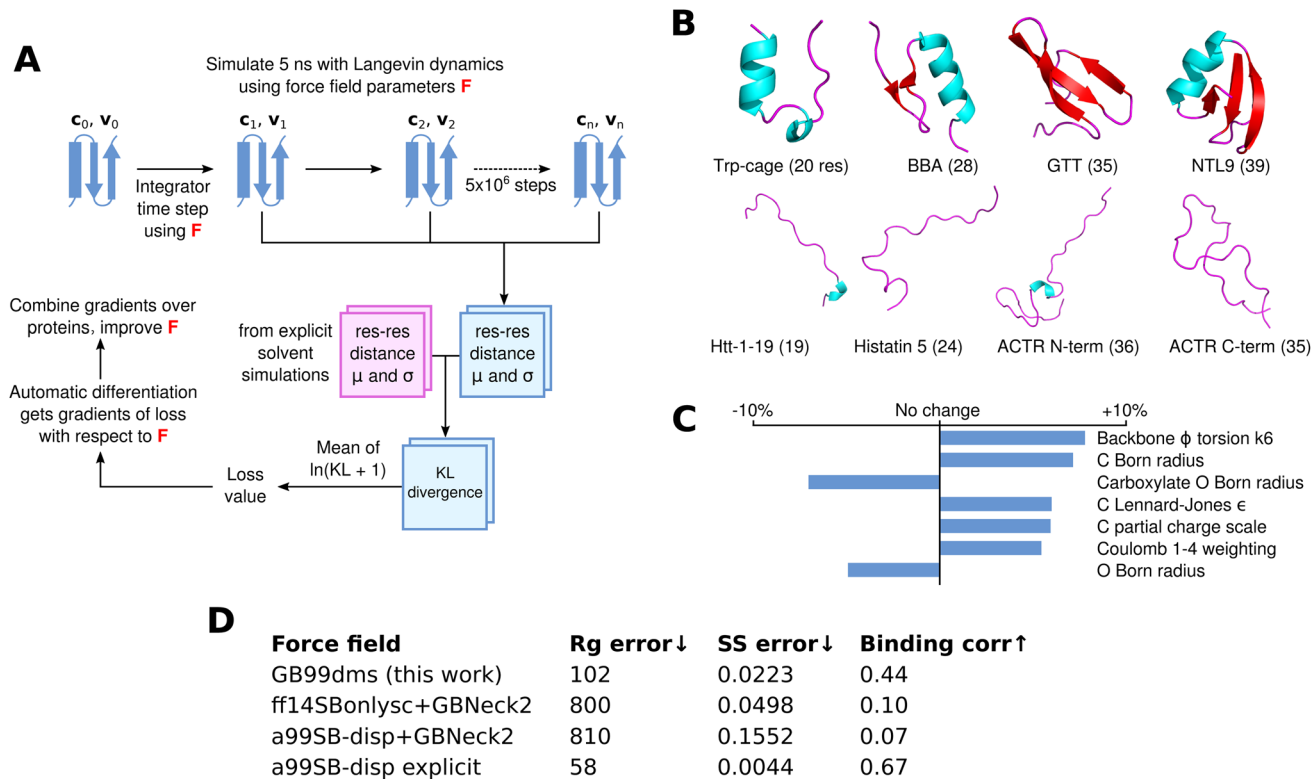 A
Simulate 5 ns with Langevin dynamics
using force field parameters F
c₀, v₀
c₁, v₁
c₂, v₂
cₙ, vₙ
Integrator
time step
using F
5x10⁶ steps
from explicit
solvent
simulations
res-res
distance
μ and σ
res-res
distance
μ and σ
KL
divergence
Mean of
ln(KL + 1)
Loss
value
Automatic differentiation
gets gradients of loss
with respect to F
Combine gradients over
proteins, improve F
B
Trp-cage (20 res)
BBA (28)
GTT (35)
NTL9 (39)
Htt-1-19 (19)
Histatin 5 (24)
ACTR N-term (36)
ACTR C-term (35)
C
-10%
No change
+10%
Backbone ϕ torsion k6
C Born radius
Carboxylate O Born radius
C Lennard-Jones ϵ
C partial charge scale
Coulomb 1-4 weighting
O Born radius
D
Force field Rg error↓ SS error↓ Binding corr↑
GB99dms (this work) 102 0.0223 0.44
ff14SBonlysc+GBNeck2 800 0.0498 0.10
a99SB-disp+GBNeck2 810 0.1552 0.07
a99SB-disp explicit 58 0.0044 0.67